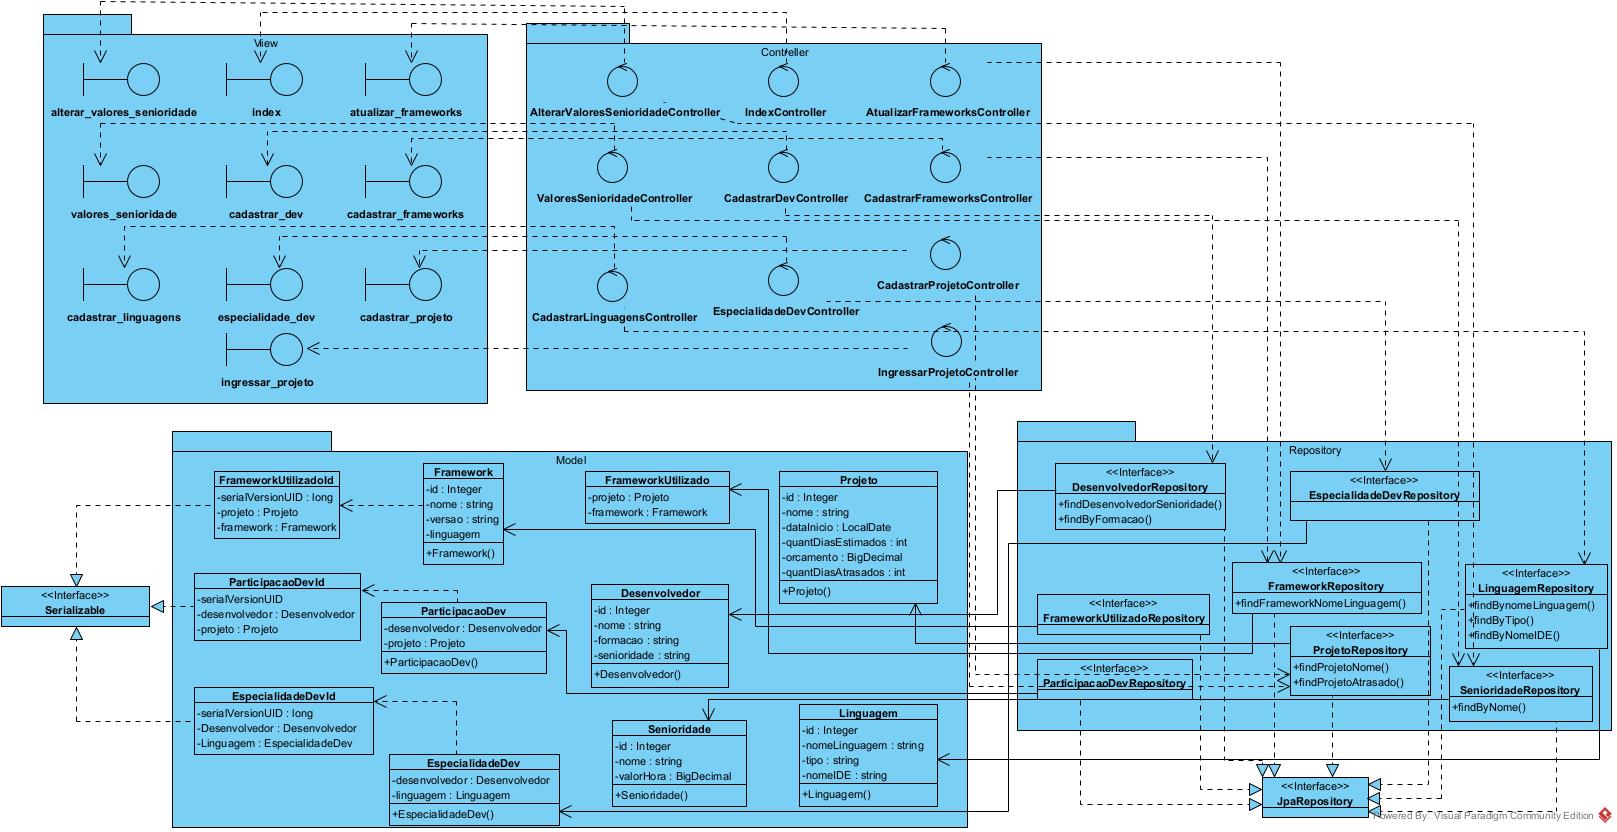 View
alterar_valores_senioridade
index
atualizar_frameworks
valores_senioridade
cadastrar_dev
cadastrar_frameworks
cadastrar_linguagens
especialidade_dev
cadastrar_projeto
ingressar_projeto
Controller
AlterarValoresSenioridadeController
IndexController
AtualizarFrameworksController
ValoresSenioridadeController
CadastrarDevController
CadastrarFrameworksController
CadastrarProjetoController
CadastrarLinguagensController
EspecialidadeDevController
IngressarProjetoController
Model
FrameworkUtilizadoId
-serialVersionUID : long
-projeto : Projeto
-framework : Framework
Framework
-id : Integer
-nome : string
-versao : string
-linguagem
+Framework()
FrameworkUtilizado
-projeto : Projeto
-framework : Framework
Projeto
-id : Integer
-nome : string
-dataInicio : LocalDate
-quantDiasEstimados : int
-orcamento : BigDecimal
-quantDiasAtrasados : int
+Projeto()
<<Interface>>
Serializable
ParticipacaoDevId
-serialVersionUID
-desenvolvedor : Desenvolvedor
-projeto : Projeto
ParticipacaoDev
-desenvolvedor : Desenvolvedor
-projeto : Projeto
+ParticipacaoDev()
Desenvolvedor
-id : Integer
-nome : string
-formacao : string
-senioridade : string
+Desenvolvedor()
EspecialidadeDevId
-serialVersionUID : long
-Desenvolvedor : Desenvolvedor
-Linguagem : EspecialidadeDev
EspecialidadeDev
-desenvolvedor : Desenvolvedor
-linguagem : Linguagem
+EspecialidadeDev()
Senioridade
-id : Integer
-nome : string
-valorHora : BigDecimal
+Senioridade()
Linguagem
-id : Integer
-nomeLinguagem : string
-tipo : string
-nomeIDE : string
+Linguagem()
Repository
<<Interface>>
DesenvolvedorRepository
+findDesenvolvedorSenioridade()
+findByFormacao()
<<Interface>>
EspecialidadeDevRepository
<<Interface>>
FrameworkRepository
+findFrameworkNomeLinguagem()
<<Interface>>
LinguagemRepository
+findBynomeLinguagem()
+findByTipo()
+findByNomeIDE()
<<Interface>>
FrameworkUtilizadoRepository
<<Interface>>
ProjetoRepository
+findProjetoNome()
+findProjetoAtrasado()
<<Interface>>
ParticipacaoDevRepository
<<Interface>>
SenioridadeRepository
+findByNome()
<<Interface>>
JpaRepository
Powered By: Visual Paradigm Community Edition